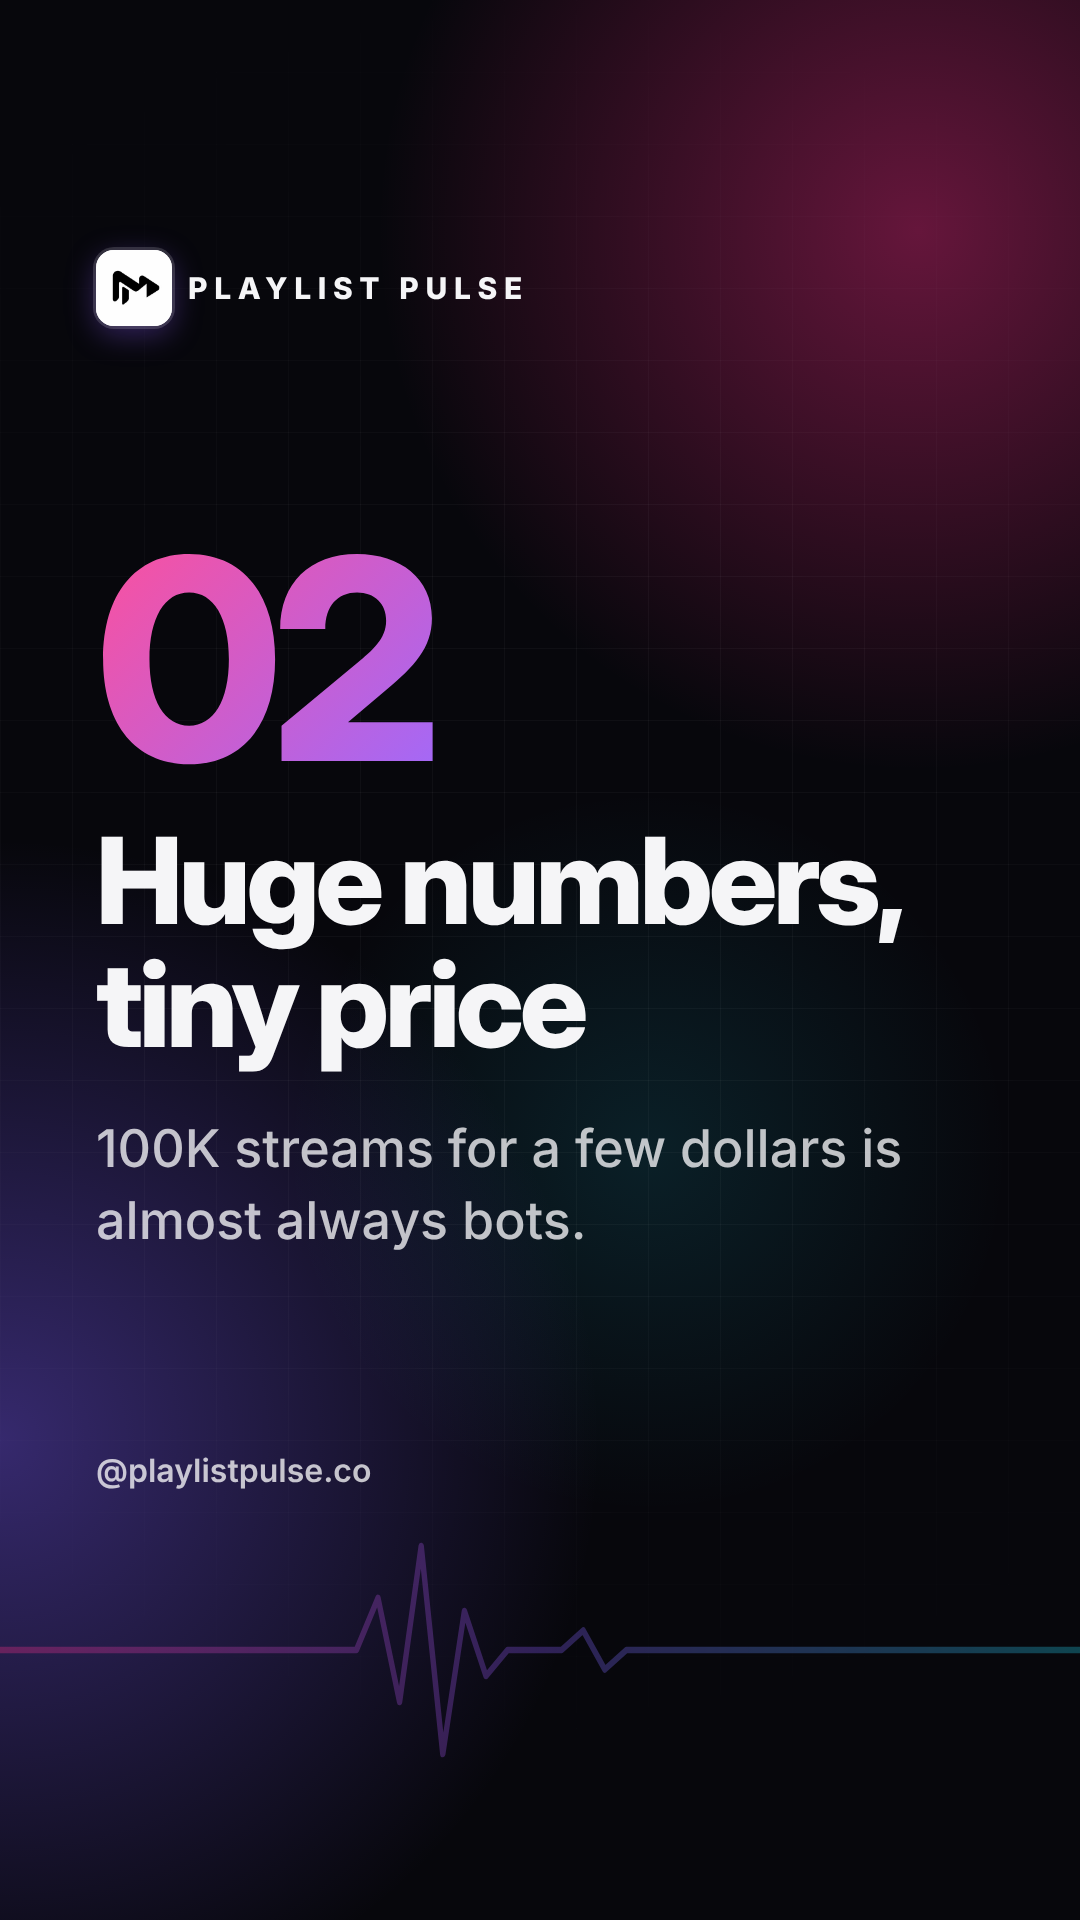 PLAYLIST PULSE
02
Huge numbers,
tiny price
100K streams for a few dollars is
almost always bots.
@playlistpulse.co